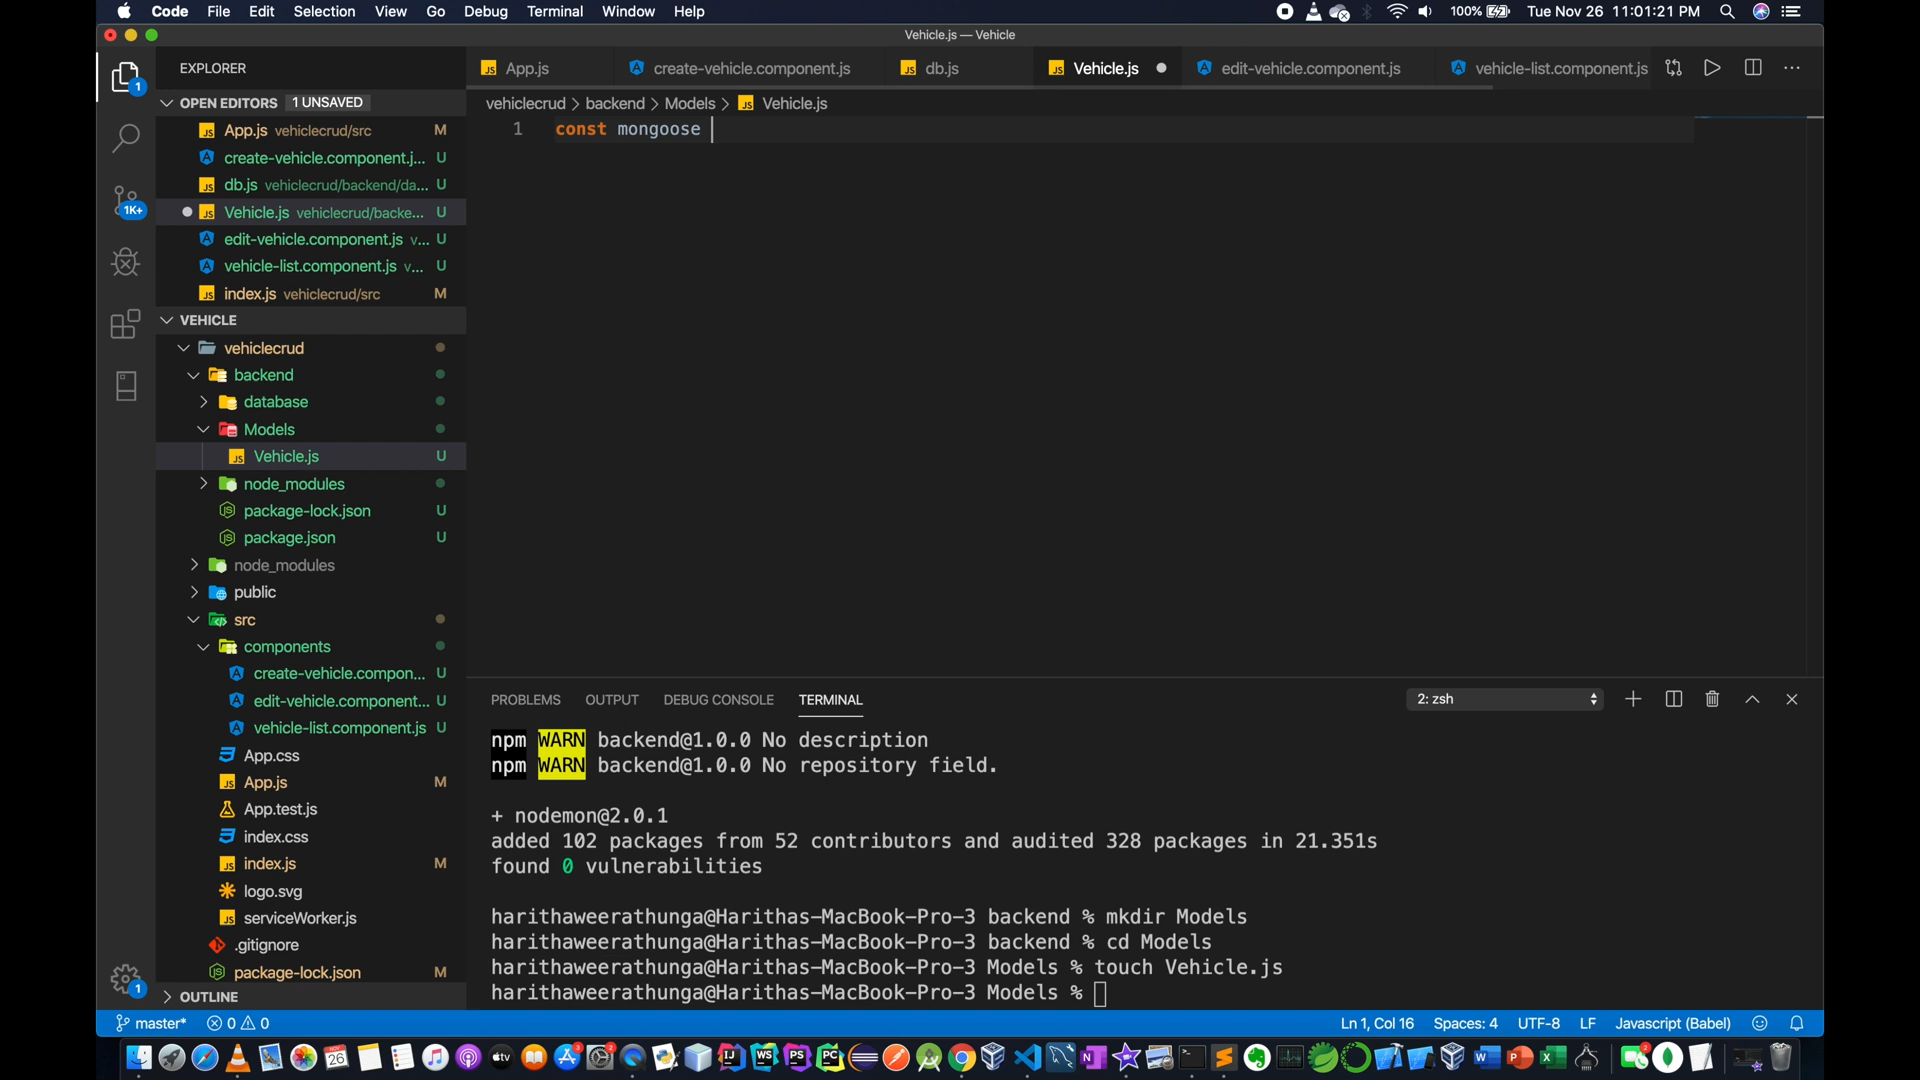 Code File Edit Selection View Go Debug Terminal Window Help
100% Tue Nov 26 11:01:21 PM
Vehicle.js — Vehicle
EXPLORER
App.js
create-vehicle.component.js
db.js
Vehicle.js
edit-vehicle.component.js
vehicle-list.component.js
OPEN EDITORS 1 UNSAVED
App.js vehiclecrud/src M
create-vehicle.component.j... U
db.js vehiclecrud/backend/da... U
Vehicle.js vehiclecrud/backe... U
edit-vehicle.component.js v... U
vehicle-list.component.js v... U
index.js vehiclecrud/src M
VEHICLE
vehiclecrud
backend
database
Models
Vehicle.js U
node_modules
package-lock.json U
package.json U
node_modules
public
src
components
create-vehicle.compon... U
edit-vehicle.component... U
vehicle-list.component.js U
App.css
App.js M
App.test.js
index.css
index.js M
logo.svg
serviceWorker.js
.gitignore
package-lock.json M
OUTLINE
1
1K+
1
vehiclecrud > backend > Models > Vehicle.js
1 const mongoose
PROBLEMS OUTPUT DEBUG CONSOLE TERMINAL
2: zsh
npm WARN backend@1.0.0 No description
npm WARN backend@1.0.0 No repository field.
+ nodemon@2.0.1
added 102 packages from 52 contributors and audited 328 packages in 21.351s
found 0 vulnerabilities
harithaweerathunga@Harithas-MacBook-Pro-3 backend % mkdir Models
harithaweerathunga@Harithas-MacBook-Pro-3 backend % cd Models
harithaweerathunga@Harithas-MacBook-Pro-3 Models % touch Vehicle.js
harithaweerathunga@Harithas-MacBook-Pro-3 Models %
master* 0 0
Ln 1, Col 16 Spaces: 4 UTF-8 LF Javascript (Babel)